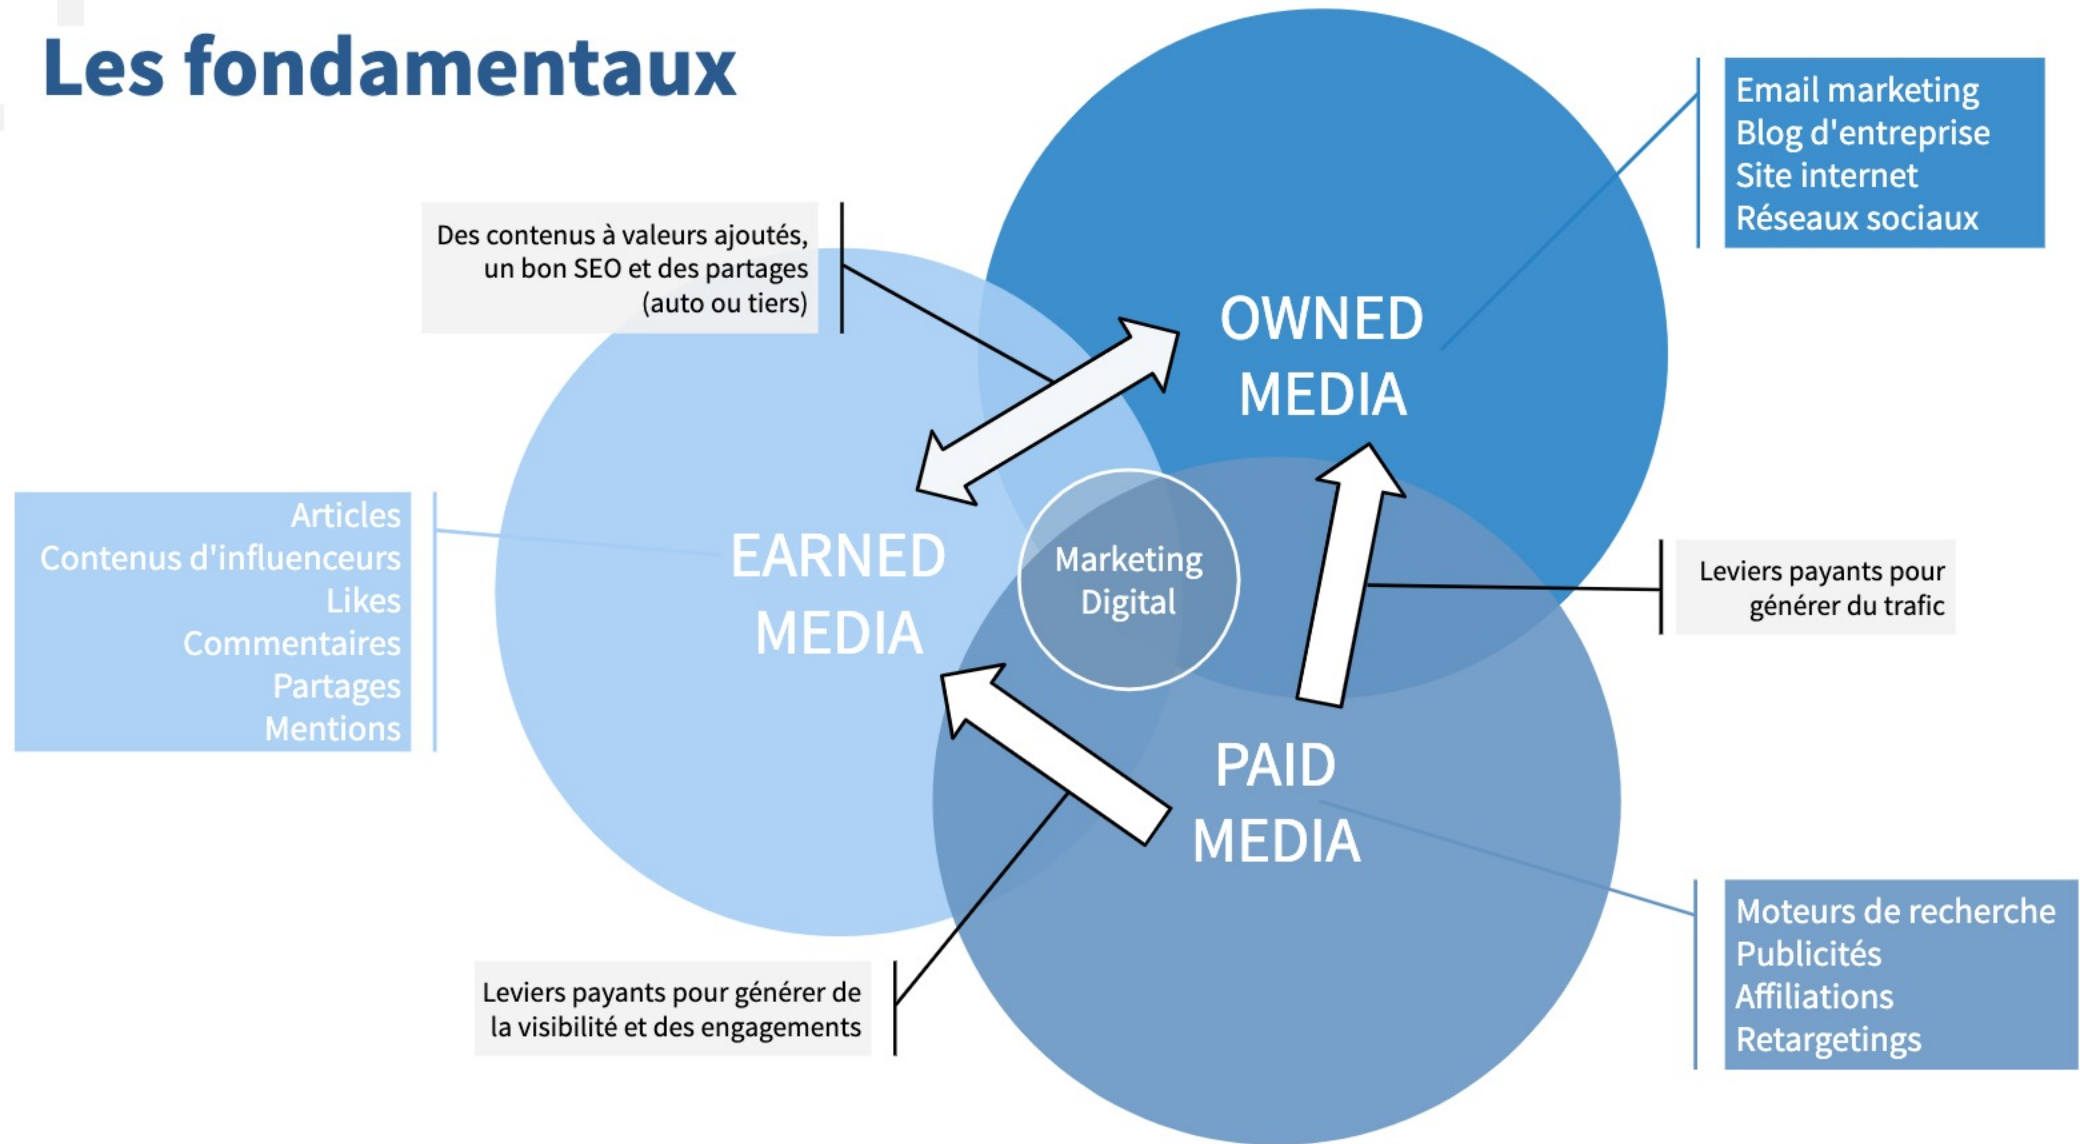 Les fondamentaux
Email marketing
Blog d'entreprise
Site internet
Réseaux sociaux
Des contenus à valeurs ajoutés,
un bon SEO et des partages
(auto ou tiers)
OWNED
MEDIA
Articles
Contenus d'influenceurs
Likes
Commentaires
Partages
Mentions
EARNED
MEDIA
Marketing
Digital
Leviers payants pour
générer du trafic
PAID
MEDIA
Moteurs de recherche
Publicités
Affiliations
Retargetings
Leviers payants pour générer de
la visibilité et des engagements